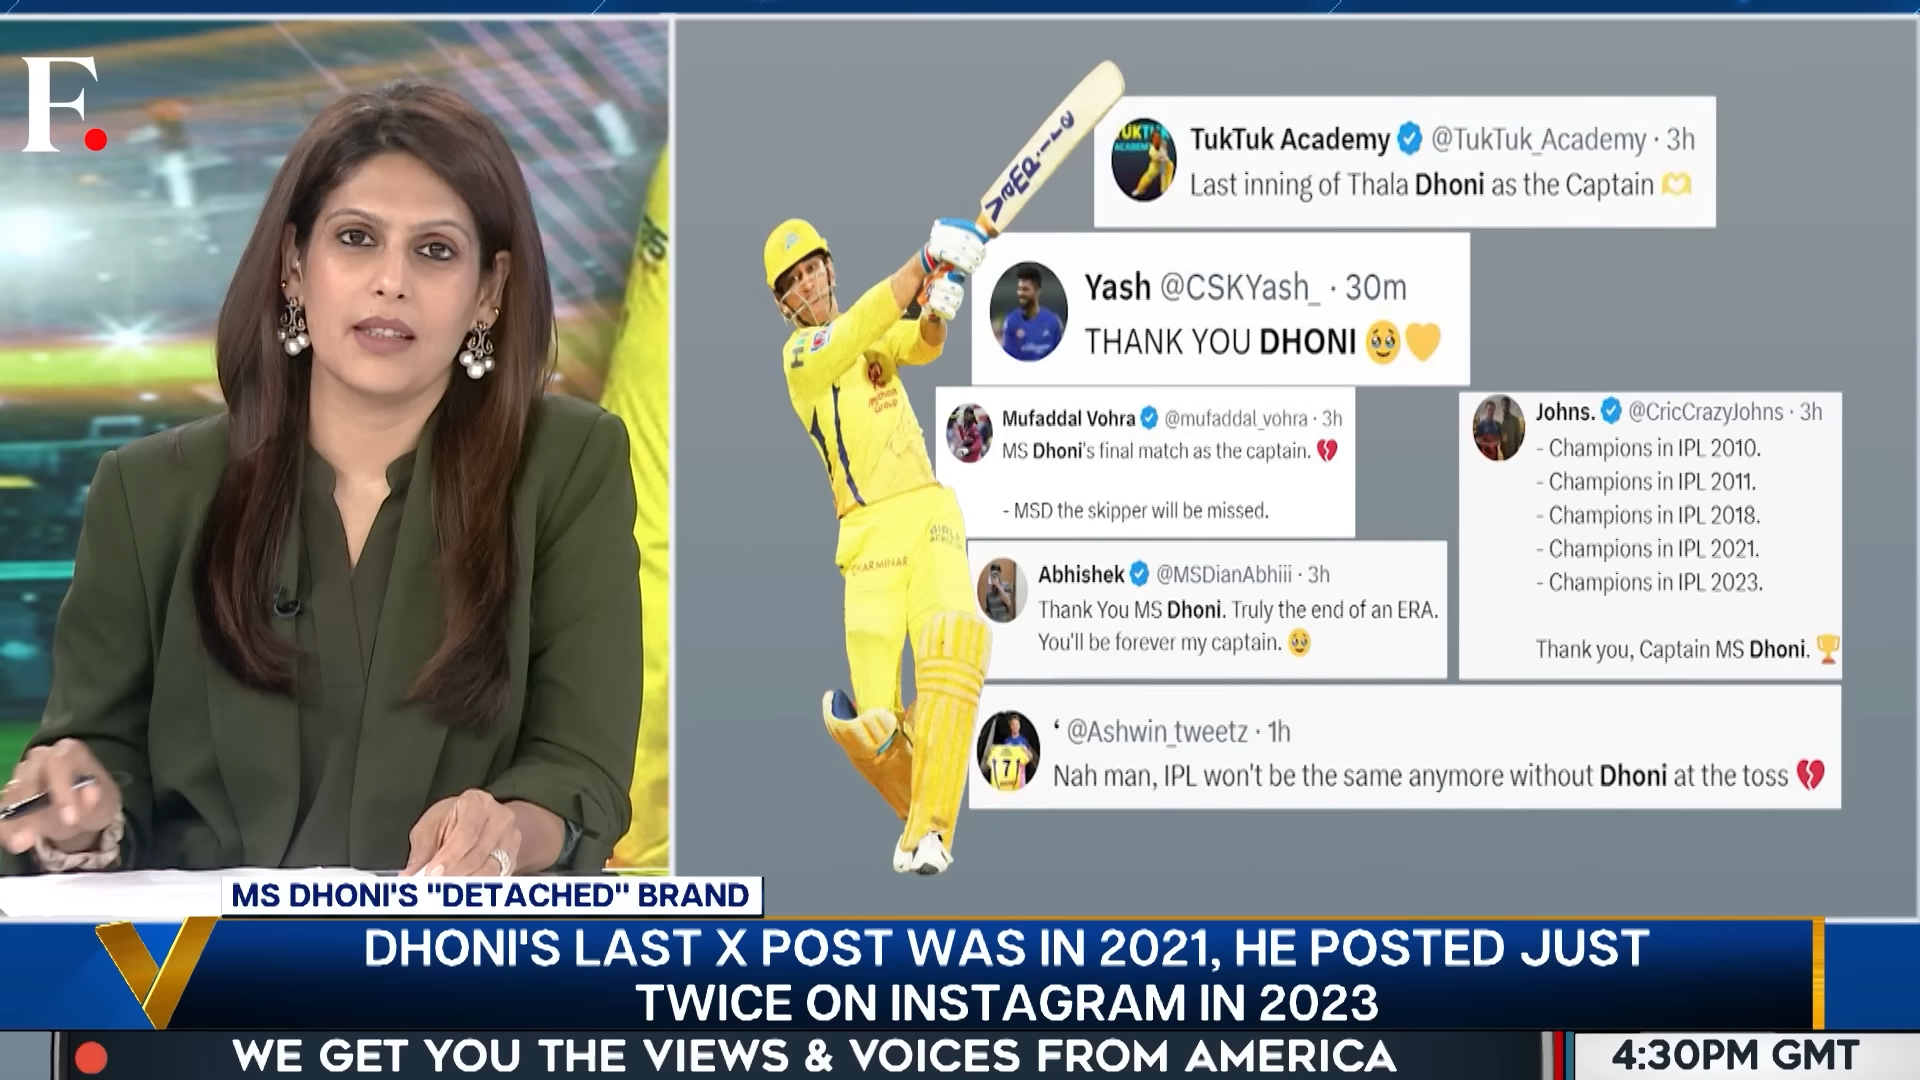 F.
TukTuk Academy @TukTuk_Academy · 3h
Last inning of Thala Dhoni as the Captain
Yash @CSKYash_ · 30m
THANK YOU DHONI
Mufaddal Vohra @mufaddal_vohra · 3h
MS Dhoni's final match as the captain.
- MSD the skipper will be missed.
Johns. @CricCrazyJohns · 3h
- Champions in IPL 2010.
- Champions in IPL 2011.
- Champions in IPL 2018.
- Champions in IPL 2021.
- Champions in IPL 2023.
Thank you, Captain MS Dhoni.
Abhishek @MSDianAbhiii · 3h
Thank You MS Dhoni. Truly the end of an ERA.
You'll be forever my captain.
‘ @Ashwin_tweetz · 1h
Nah man, IPL won't be the same anymore without Dhoni at the toss
7
CHARMINAR
MS DHONI'S "DETACHED" BRAND
DHONI'S LAST X POST WAS IN 2021, HE POSTED JUST
TWICE ON INSTAGRAM IN 2023
WE GET YOU THE VIEWS & VOICES FROM AMERICA
4:30PM GMT